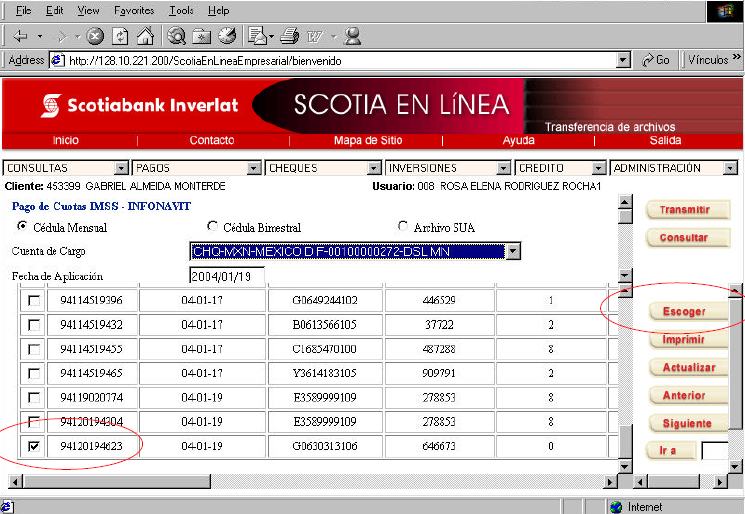 File Edit View Favorites Tools Help
Address http://128.10.221.200/ScotiaEnLineaEmpresarial/bienvenido Go Vínculos »
Scotiabank Inverlat SCOTIA EN LÍNEA
Transferencia de archivos
Inicio | Contacto | Mapa de Sitio | Ayuda | Salida
CONSULTAS PAGOS CHEQUES INVERSIONES CREDITO ADMINISTRACIÓN
Cliente: 453399 GABRIEL ALMEIDA MONTERDE Usuario: 008 ROSA ELENA RODRIGUEZ ROCHA1
Pago de Cuotas IMSS - INFONAVIT
Transmitir
Cédula Mensual Cédula Bimestral Archivo SUA
Consultar
Cuenta de Cargo CHQ-MXN-MEXICO D F-00100000272-DSL MN
Fecha de Aplicación 2004/01/19
94114519396 04-01-17 G0649244102 446529 1
Escoger
94114519432 04-01-17 B0613566105 37722 2
Imprimir
94114519455 04-01-17 C1685470100 487288 8
Actualizar
94114519465 04-01-17 Y3614183105 909791 2
94119020774 04-01-19 E3589999109 278853 8
Anterior
94120194304 04-01-19 E3589999109 278853 8
Siguiente
94120194623 04-01-19 G0630313106 646673 0
Ir a
Internet